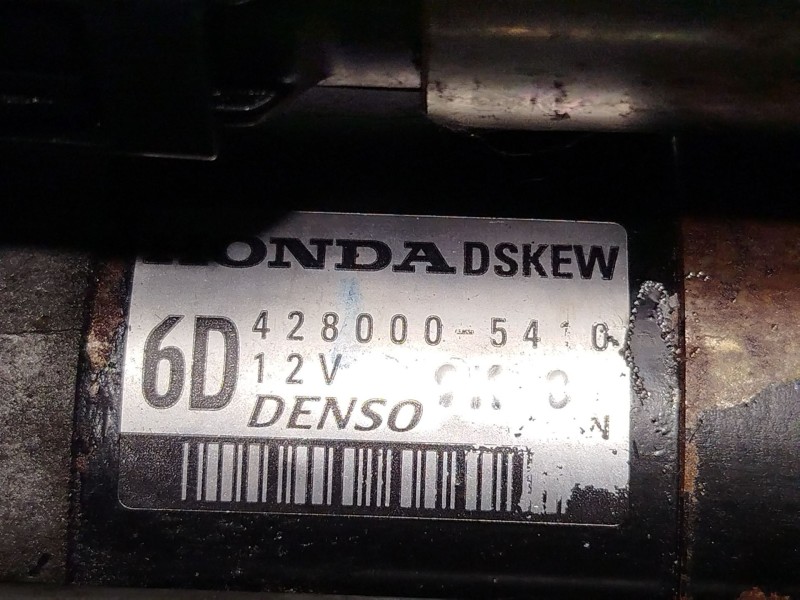 HONDA DSKEW
6D 428000-5410
12V
DENSO